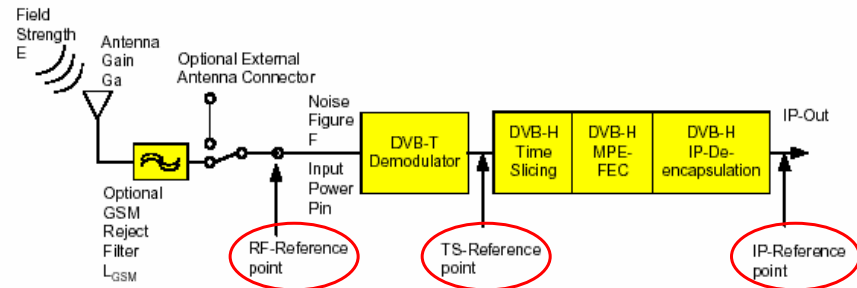 Field
Strength
E
Antenna
Gain
Ga
Optional External
Antenna Connector
Noise
Figure
F
Input
Power
Pin
DVB-T
Demodulator
DVB-H
Time
Slicing
DVB-H
MPE-
FEC
DVB-H
IP-De-
encapsulation
IP-Out
Optional
GSM
Reject
Filter
LGSM
RF-Reference
point
TS-Reference
point
IP-Reference
point